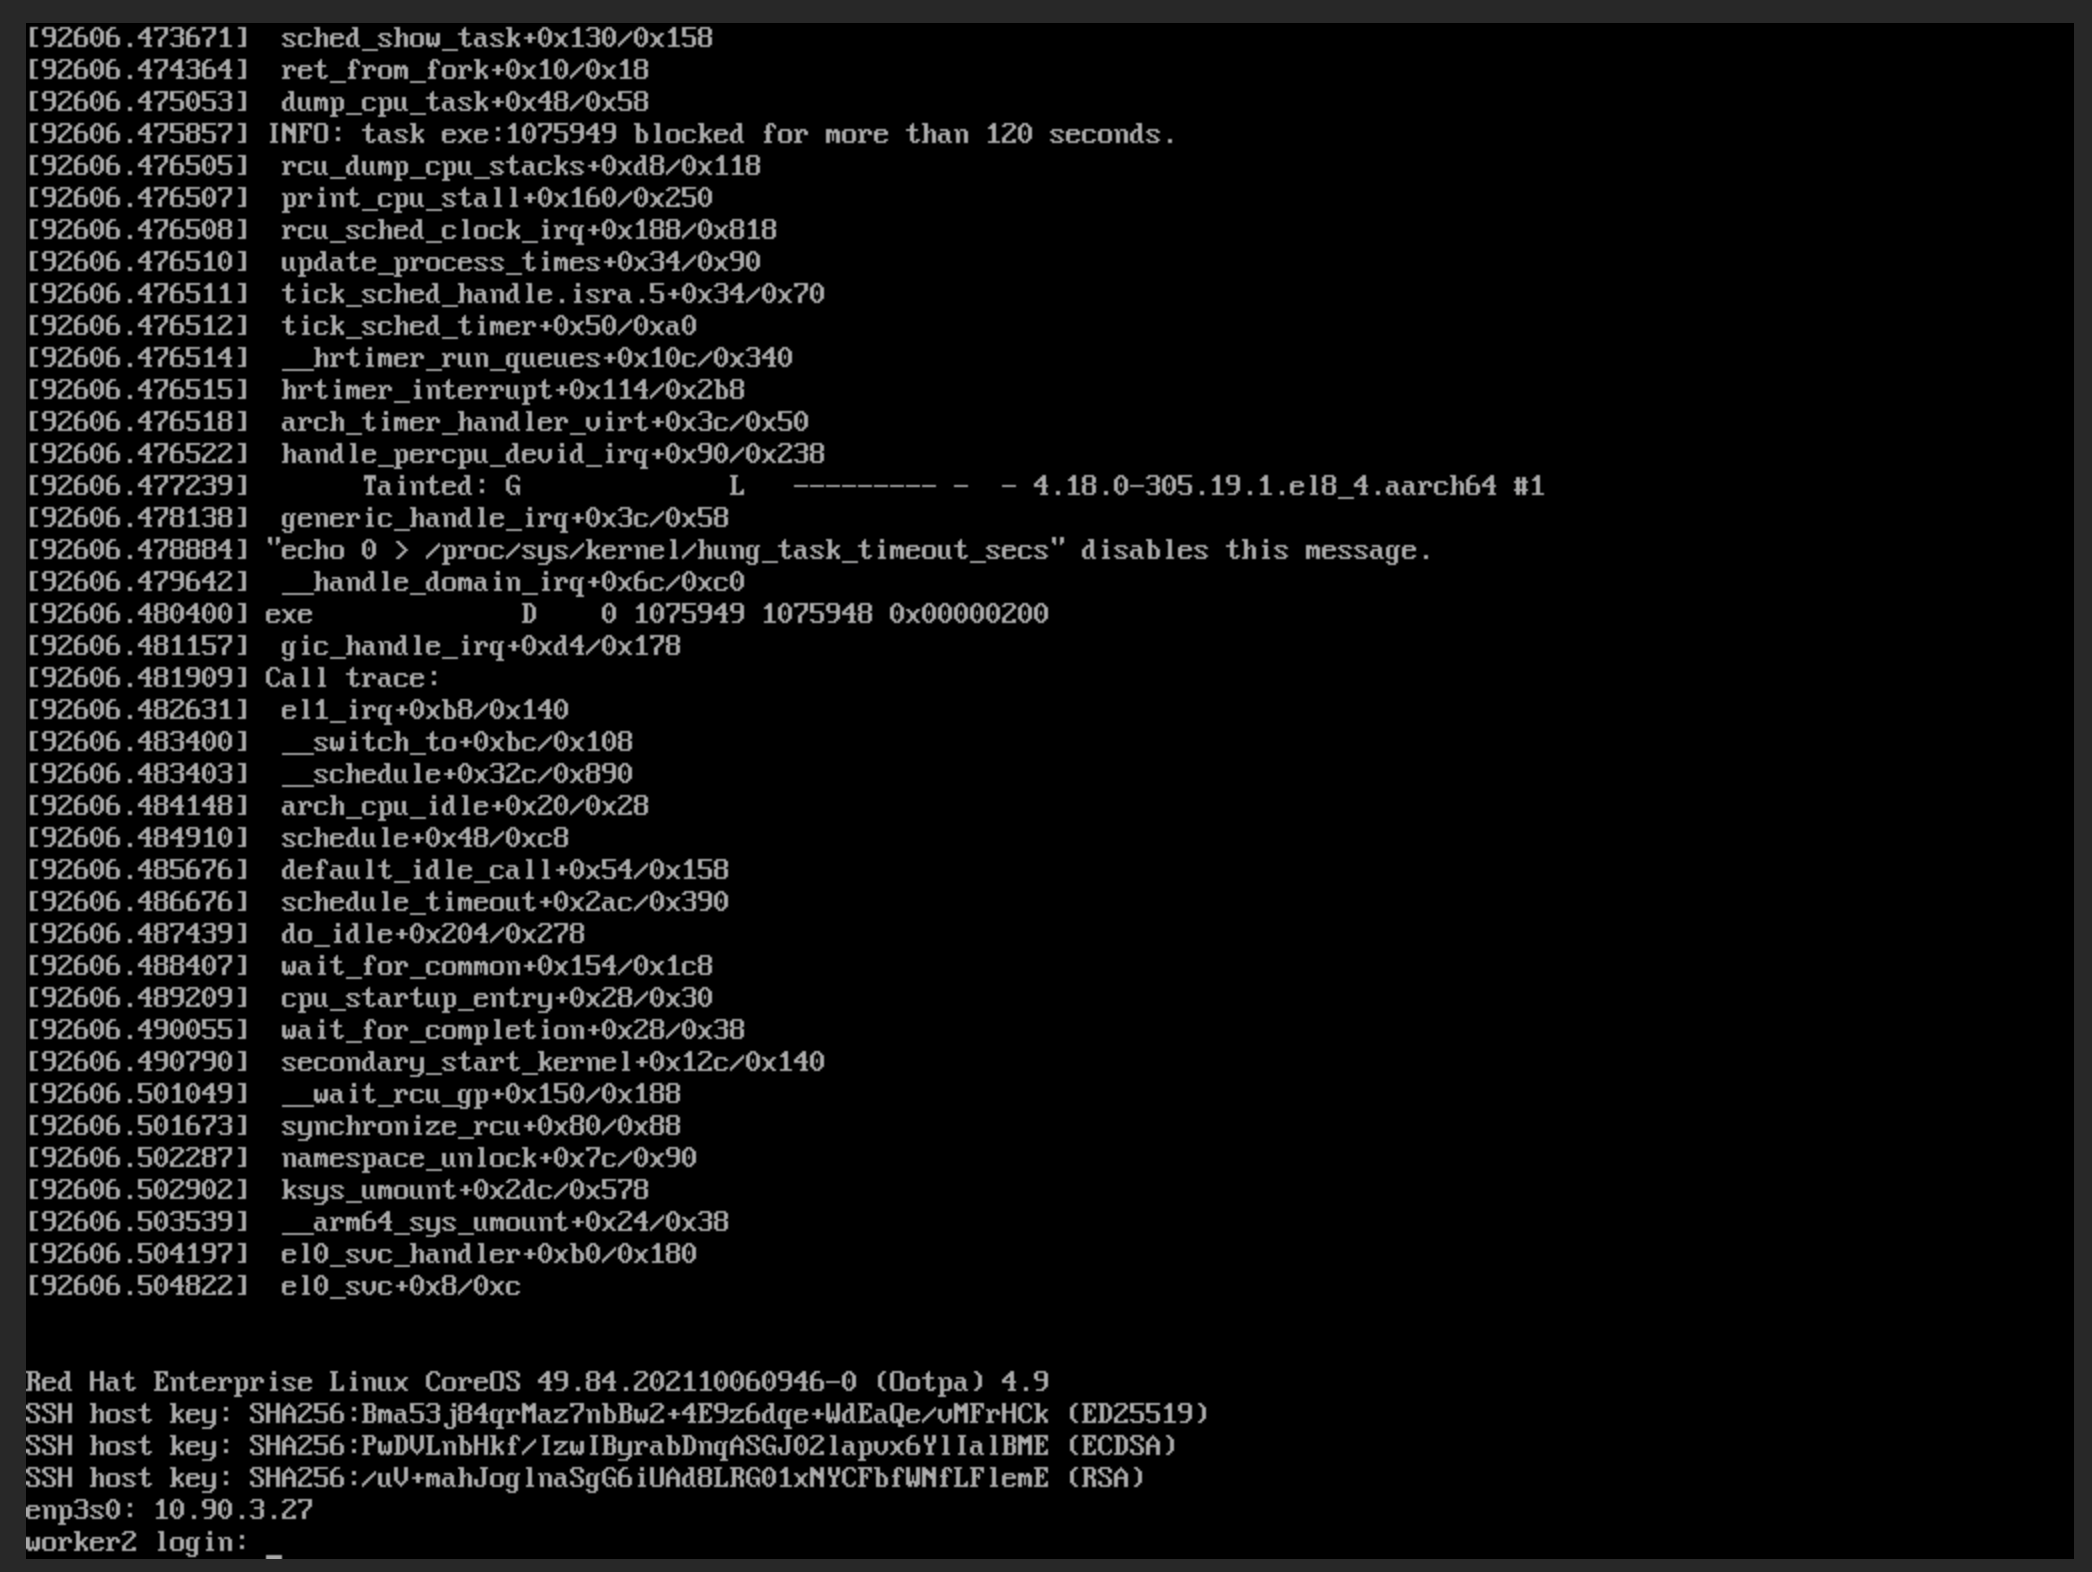 [92606.473671]  sched_show_task+0x130/0x158
[92606.474364]  ret_from_fork+0x10/0x18
[92606.475053]  dump_cpu_task+0x48/0x58
[92606.475857] INFO: task exe:1075949 blocked for more than 120 seconds.
[92606.476505]  rcu_dump_cpu_stacks+0xd8/0x118
[92606.476507]  print_cpu_stall+0x160/0x250
[92606.476508]  rcu_sched_clock_irq+0x188/0x818
[92606.476510]  update_process_times+0x34/0x90
[92606.476511]  tick_sched_handle.isra.5+0x34/0x70
[92606.476512]  tick_sched_timer+0x50/0xa0
[92606.476514]  __hrtimer_run_queues+0x10c/0x340
[92606.476515]  hrtimer_interrupt+0x114/0x2b8
[92606.476518]  arch_timer_handler_virt+0x3c/0x50
[92606.476522]  handle_percpu_devid_irq+0x90/0x238
[92606.477239]       Tainted: G             L   --------- -  - 4.18.0-305.19.1.el8_4.aarch64 #1
[92606.478138]  generic_handle_irq+0x3c/0x58
[92606.478884] "echo 0 > /proc/sys/kernel/hung_task_timeout_secs" disables this message.
[92606.479642]  __handle_domain_irq+0x6c/0xc0
[92606.480400] exe             D    0 1075949 1075948 0x00000200
[92606.481157]  gic_handle_irq+0xd4/0x178
[92606.481909] Call trace:
[92606.482631]  el1_irq+0xb8/0x140
[92606.483400]  __switch_to+0xbc/0x108
[92606.483403]  __schedule+0x32c/0x890
[92606.484148]  arch_cpu_idle+0x20/0x28
[92606.484910]  schedule+0x48/0xc8
[92606.485676]  default_idle_call+0x54/0x158
[92606.486676]  schedule_timeout+0x2ac/0x390
[92606.487439]  do_idle+0x204/0x278
[92606.488407]  wait_for_common+0x154/0x1c8
[92606.489209]  cpu_startup_entry+0x28/0x30
[92606.490055]  wait_for_completion+0x28/0x38
[92606.490790]  secondary_start_kernel+0x12c/0x140
[92606.501049]  __wait_rcu_gp+0x150/0x188
[92606.501673]  synchronize_rcu+0x80/0x88
[92606.502287]  namespace_unlock+0x7c/0x90
[92606.502902]  ksys_umount+0x2dc/0x578
[92606.503539]  __arm64_sys_umount+0x24/0x38
[92606.504197]  el0_svc_handler+0xb0/0x180
[92606.504822]  el0_svc+0x8/0xc
Red Hat Enterprise Linux CoreOS 49.84.202110060946-0 (Ootpa) 4.9
SSH host key: SHA256:Bma53j84qrMaz7nbBw2+4E9z6dqe+WdEaQe/vMFrHCk (ED25519)
SSH host key: SHA256:PwDVLnbHkf/IzwIByrabDnqASGJ02lapvx6YlIalBME (ECDSA)
SSH host key: SHA256:/uV+mahJoglnaSgG6iUAd8LRG01xNYCFbfWNfLFlemE (RSA)
enp3s0: 10.90.3.27
worker2 login: _